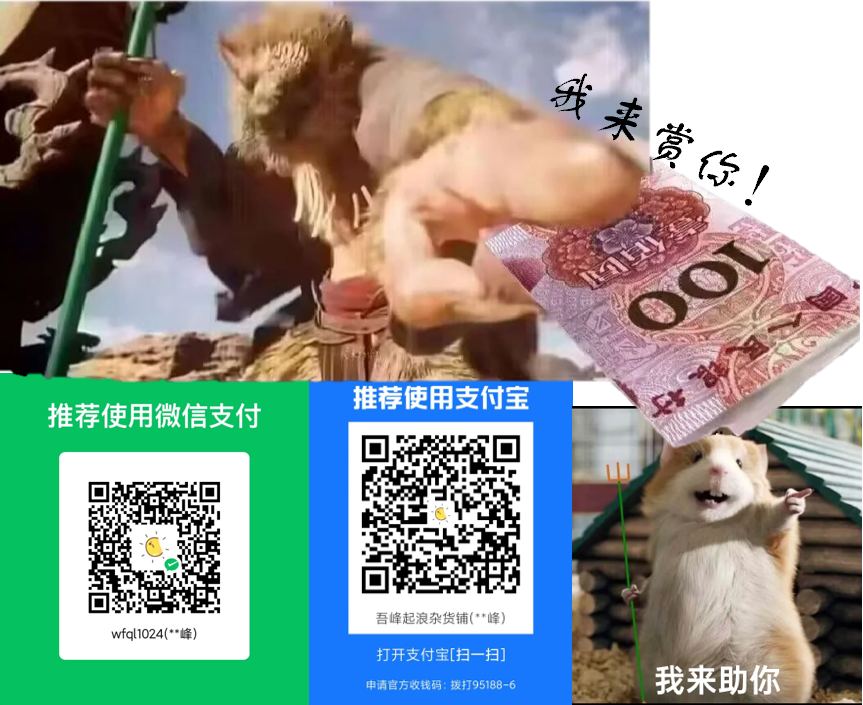 我来赏你!
100
推荐使用微信支付
推荐使用支付宝
wfql1024(**峰)
吾峰起浪杂货铺(**峰)
打开支付宝[扫一扫]
申请官方收钱码：拨打95188-6
我来助你